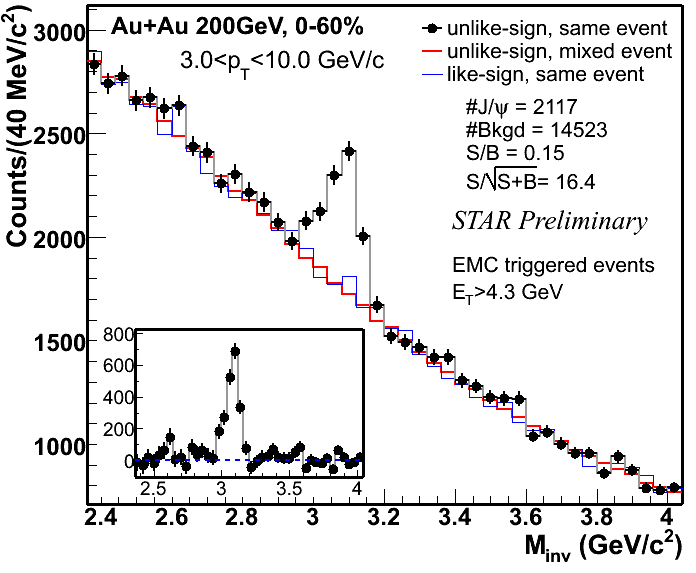 Au+Au 200GeV, 0-60%
3.0<pT<10.0 GeV/c
unlike-sign, same event
unlike-sign, mixed event
like-sign, same event
#J/ψ = 2117
#Bkgd = 14523
S/B = 0.15
S/√S+B= 16.4
STAR Preliminary
EMC triggered events
ET>4.3 GeV
Counts/(40 MeV/c²)
3000
2500
2000
1500
1000
800
600
400
200
0
2.5 3 3.5 4
2.4 2.6 2.8 3 3.2 3.4 3.6 3.8 4
Minv (GeV/c²)